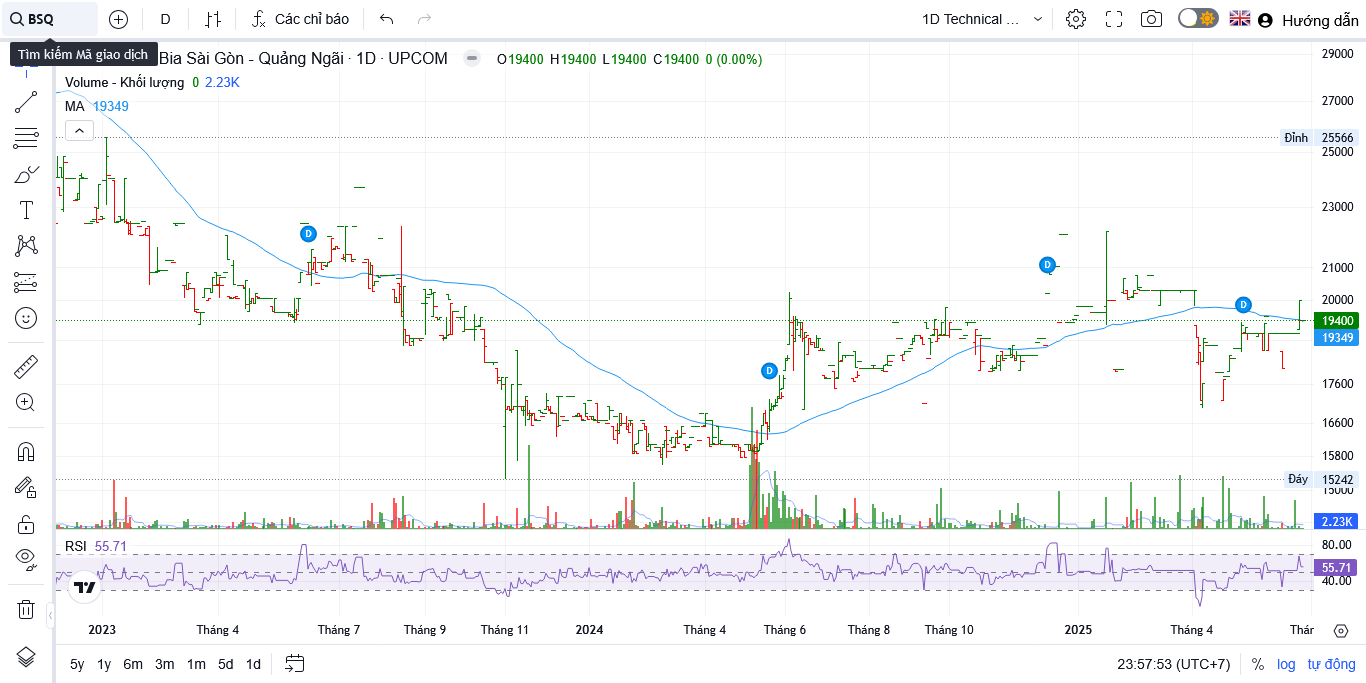 BSQ
D
Các chỉ báo
1D Technical ...
Hướng dẫn
Tìm kiếm Mã giao dịch
Bia Sài Gòn - Quảng Ngãi · 1D · UPCOM
O19400 H19400 L19400 C19400 0 (0.00%)
Volume - Khối lượng 0 2.23K
MA 19349
29000
27000
Đỉnh 25566
25000
23000
21000
20000
19400
19349
17600
16600
15800
Đáy 15242
15000
2.23K
D
D
D
D
RSI 55.71
80.00
55.71
40.00
2023 Tháng 4 Tháng 7 Tháng 9 Tháng 11 2024 Tháng 4 Tháng 6 Tháng 8 Tháng 10 2025 Tháng 4 Thár
5y 1y 6m 3m 1m 5d 1d
23:57:53 (UTC+7) % log tự động